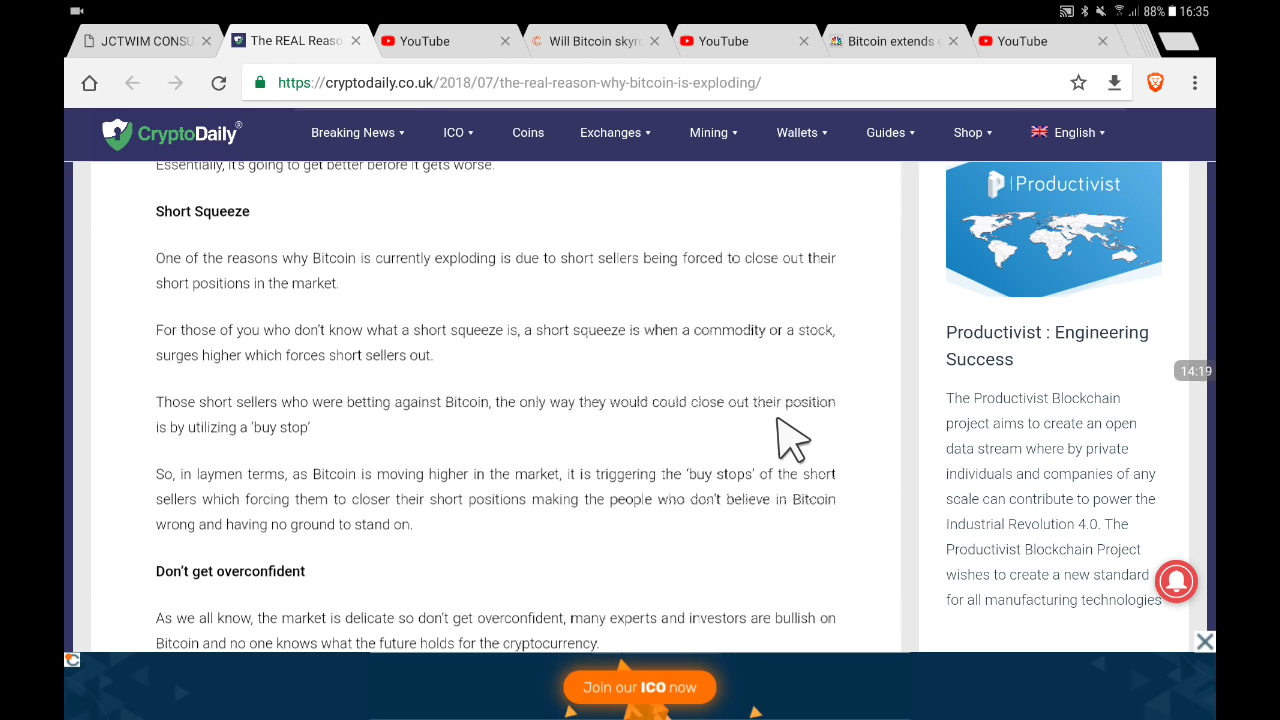 88% 16:35
JCTWIM CONSU
The REAL Reaso
YouTube
Will Bitcoin skyro
YouTube
Bitcoin extends g
YouTube
https://cryptodaily.co.uk/2018/07/the-real-reason-why-bitcoin-is-exploding/
CryptoDaily®
Breaking News
ICO
Coins
Exchanges
Mining
Wallets
Guides
Shop
English
Essentially, it's going to get better before it gets worse.
Short Squeeze
One of the reasons why Bitcoin is currently exploding is due to short sellers being forced to close out their
short positions in the market.
For those of you who don't know what a short squeeze is, a short squeeze is when a commodity or a stock,
surges higher which forces short sellers out.
Those short sellers who were betting against Bitcoin, the only way they would could close out their position
is by utilizing a 'buy stop'
So, in laymen terms, as Bitcoin is moving higher in the market, it is triggering the 'buy stops' of the short
sellers which forcing them to closer their short positions making the people who don't believe in Bitcoin
wrong and having no ground to stand on.
Don't get overconfident
As we all know, the market is delicate so don't get overconfident, many experts and investors are bullish on
Bitcoin and no one knows what the future holds for the cryptocurrency.
Productivist
Productivist : Engineering
Success
14:19
The Productivist Blockchain
project aims to create an open
data stream where by private
individuals and companies of any
scale can contribute to power the
Industrial Revolution 4.0. The
Productivist Blockchain Project
wishes to create a new standard
for all manufacturing technologies
Join our ICO now